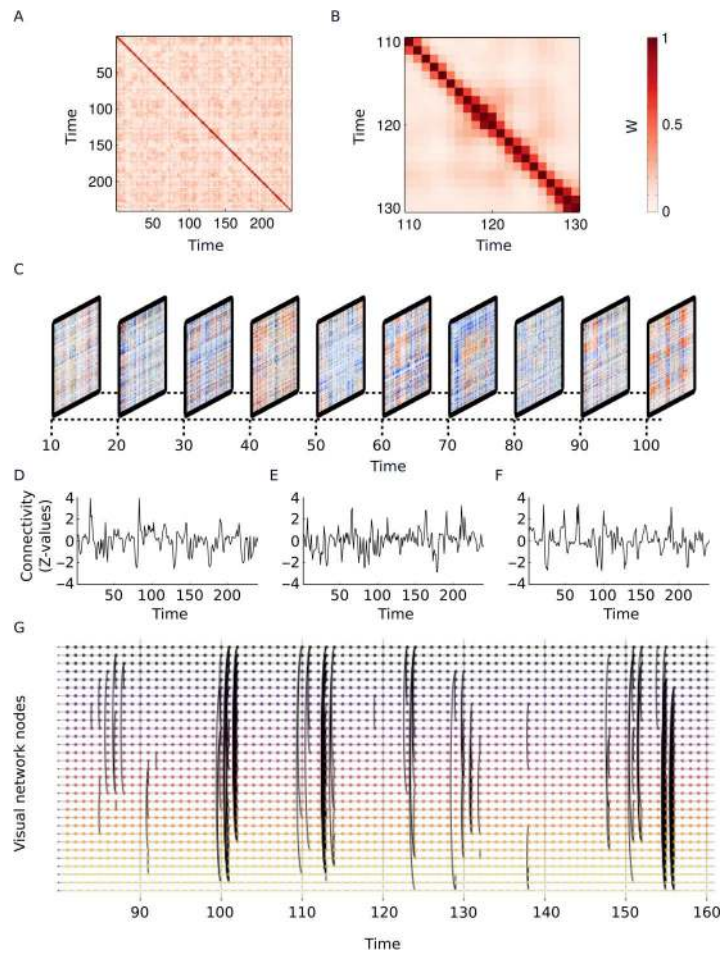 A
B
Time
50
100
150
200
50 100 150 200
Time
Time
110
120
130
110 120 130
Time
W
1
0.5
0
C
10 20 30 40 50 60 70 80 90 100
Time
D E F
Connectivity
(Z-values)
4
2
0
−2
−4
50 100 150 200
Time
4
2
0
−2
−4
50 100 150 200
Time
4
2
0
−2
−4
50 100 150 200
Time
G
Visual network nodes
90 100 110 120 130 140 150 160
Time